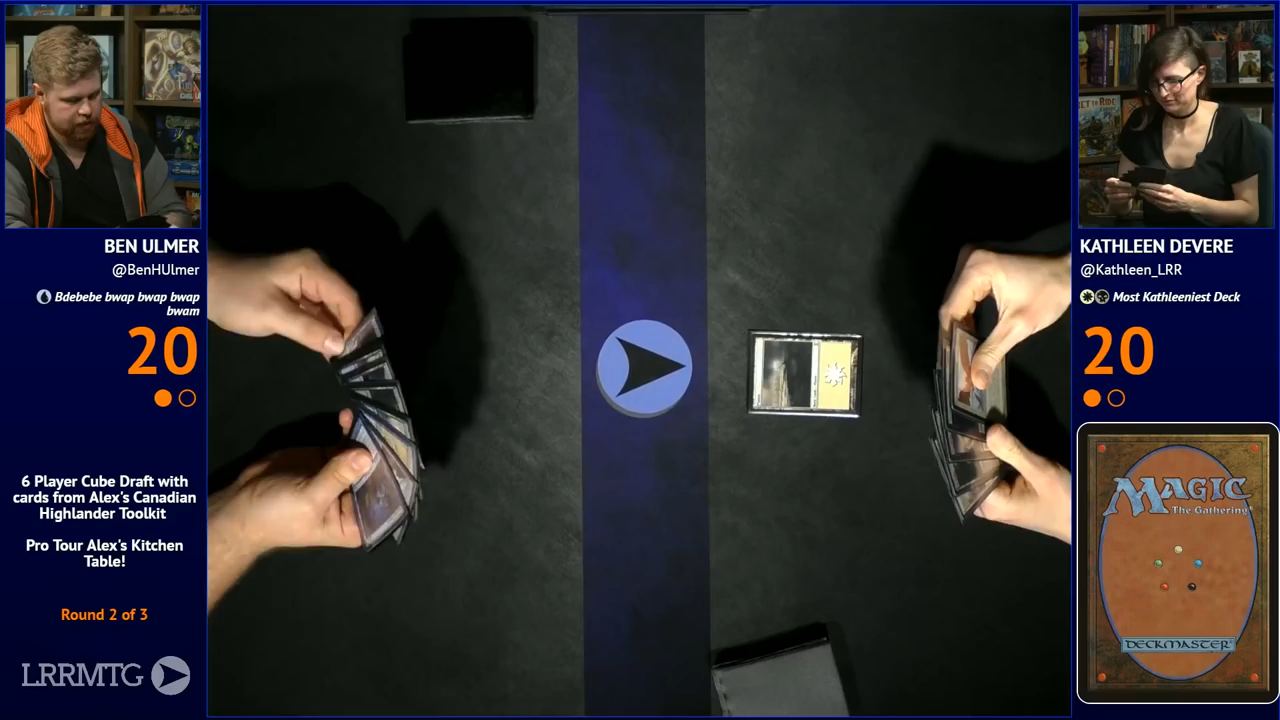 BEN ULMER
@BenHUlmer
Bdebebe bwap bwap bwap
bwam
20
6 Player Cube Draft with
cards from Alex's Canadian
Highlander Toolkit
Pro Tour Alex's Kitchen
Table!
Round 2 of 3
LRRMTG
KATHLEEN DEVERE
@Kathleen_LRR
Most Kathleeniest Deck
20
MAGIC
The Gathering®
DECKMASTER